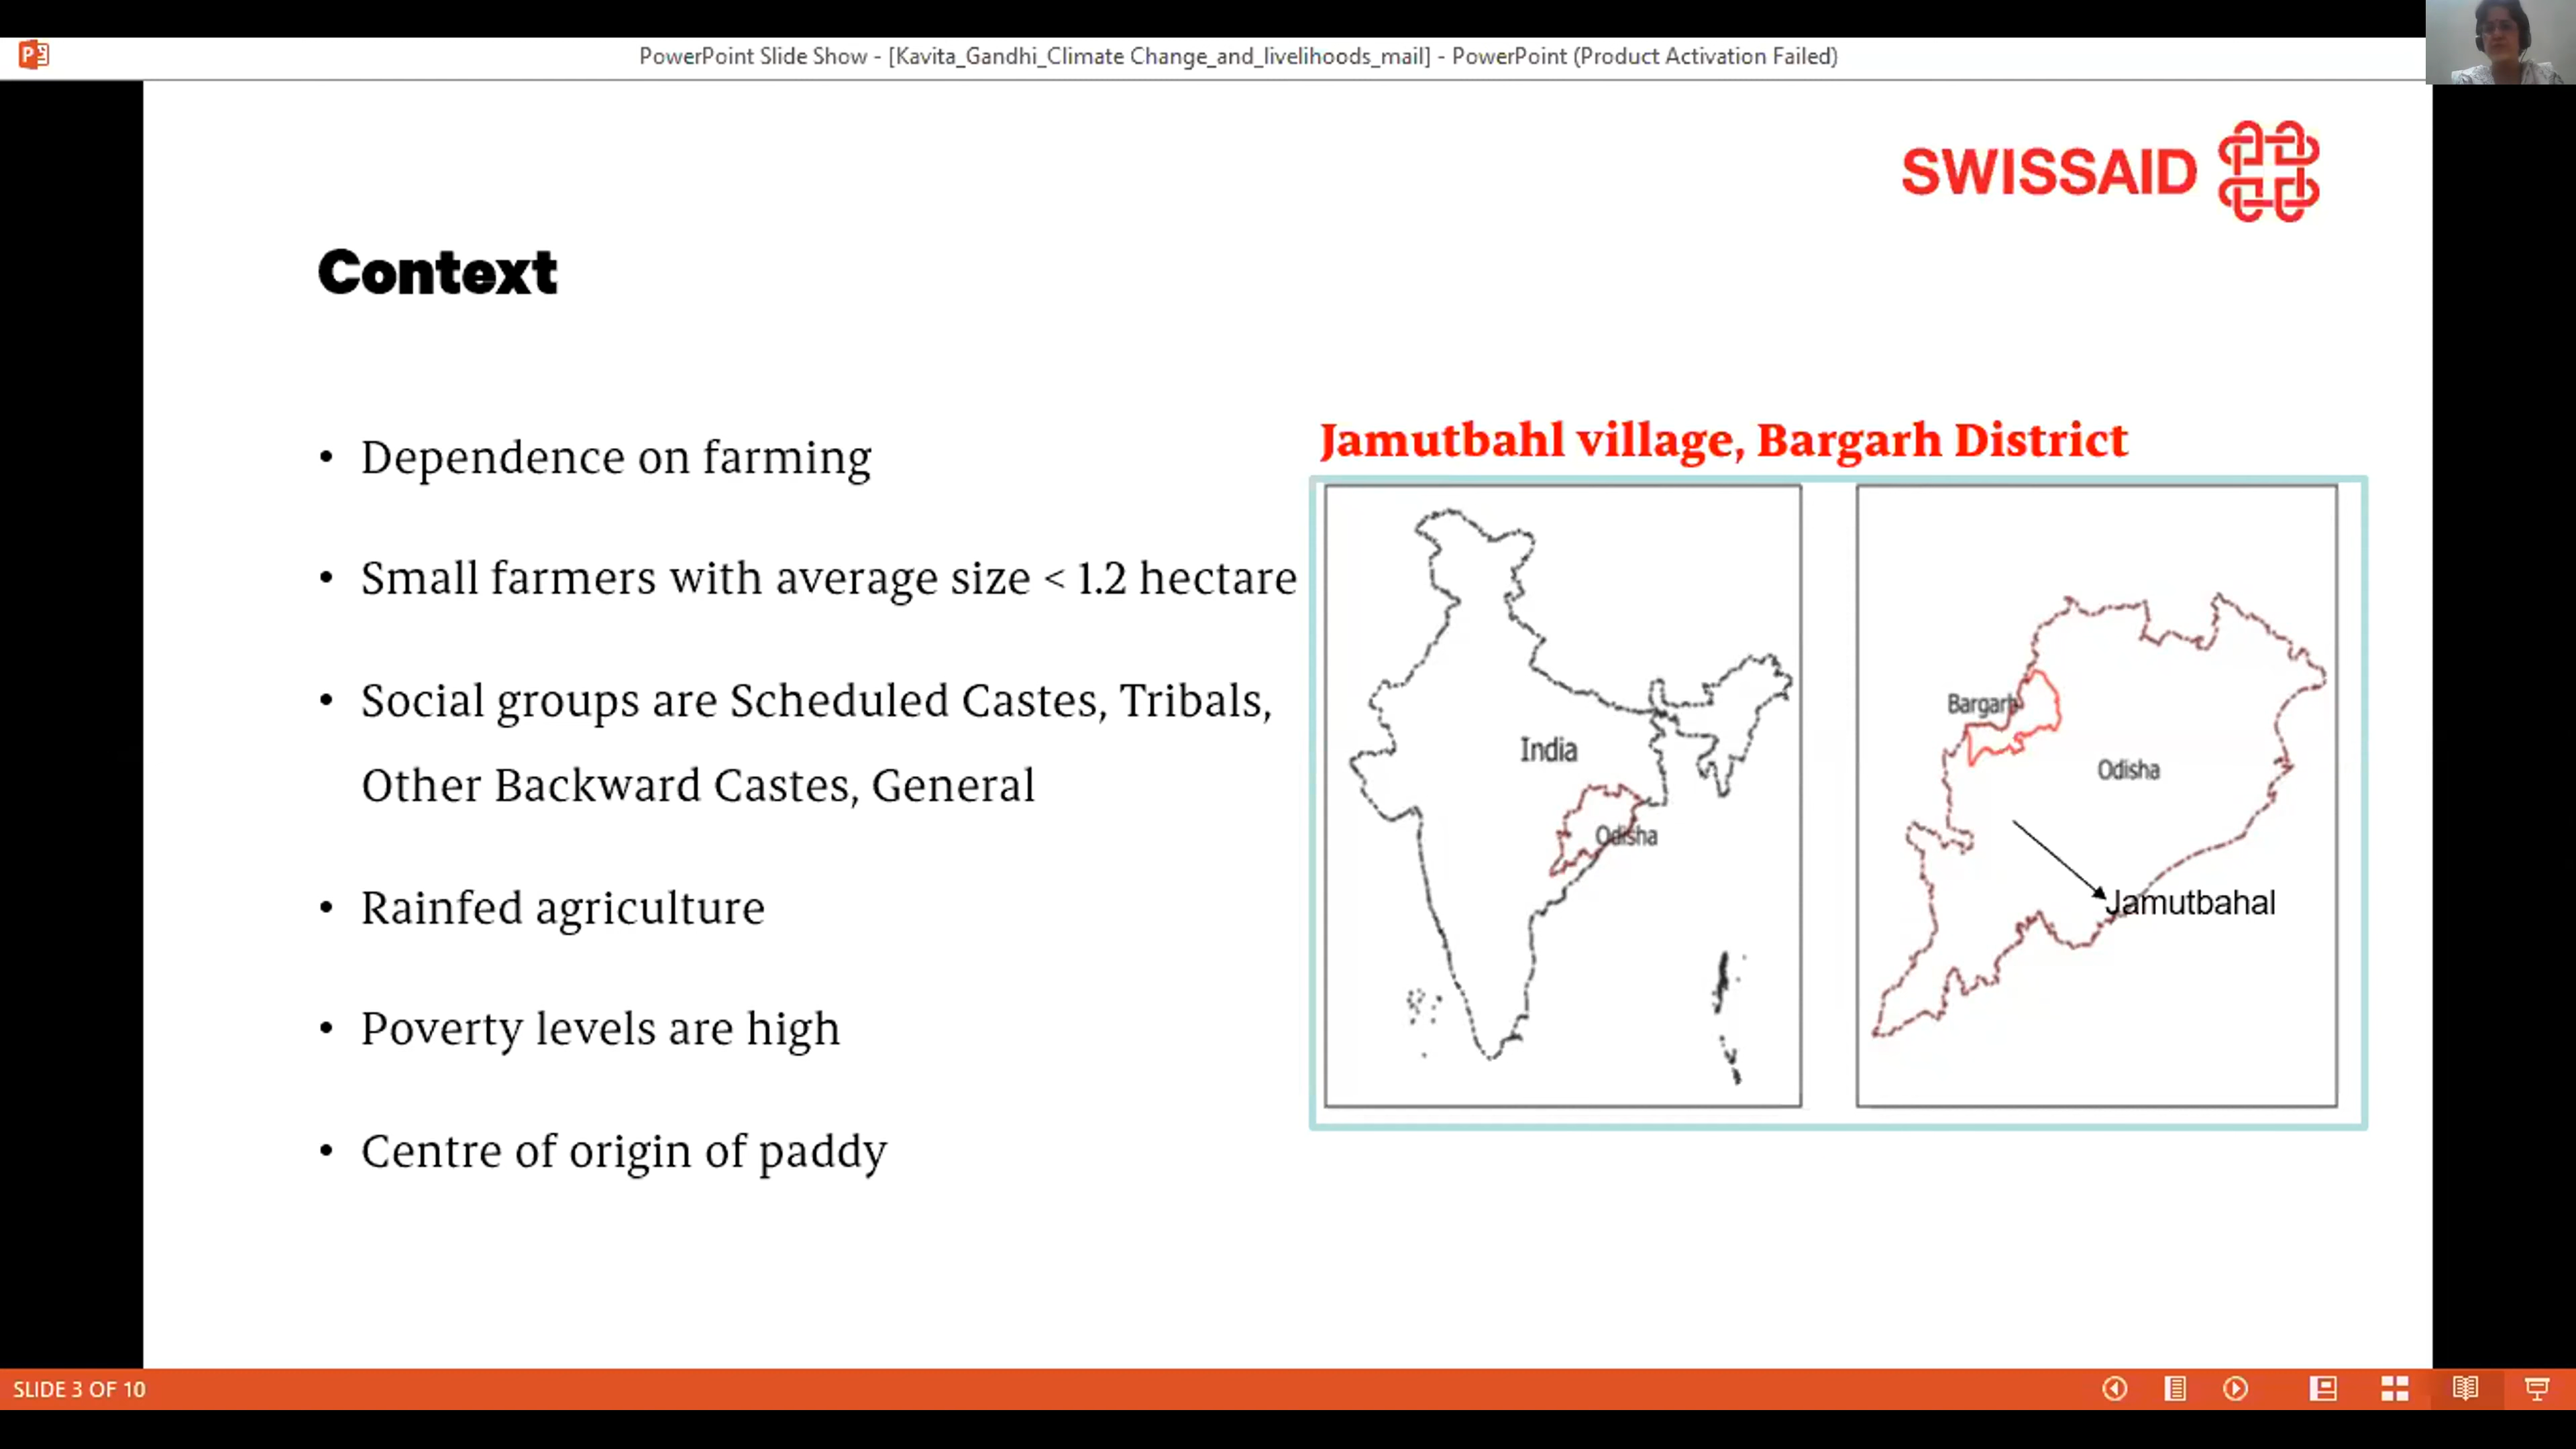 PowerPoint Slide Show - [Kavita_Gandhi_Climate Change_and_livelihoods_mail] - PowerPoint (Product Activation Failed)
SWISSAID
Context
• Dependence on farming
• Small farmers with average size < 1.2 hectare
• Social groups are Scheduled Castes, Tribals,
Other Backward Castes, General
• Rainfed agriculture
• Poverty levels are high
• Centre of origin of paddy
Jamutbahl village, Bargarh District
India
Odisha
Bargarh
Odisha
Jamutbahal
SLIDE 3 OF 10